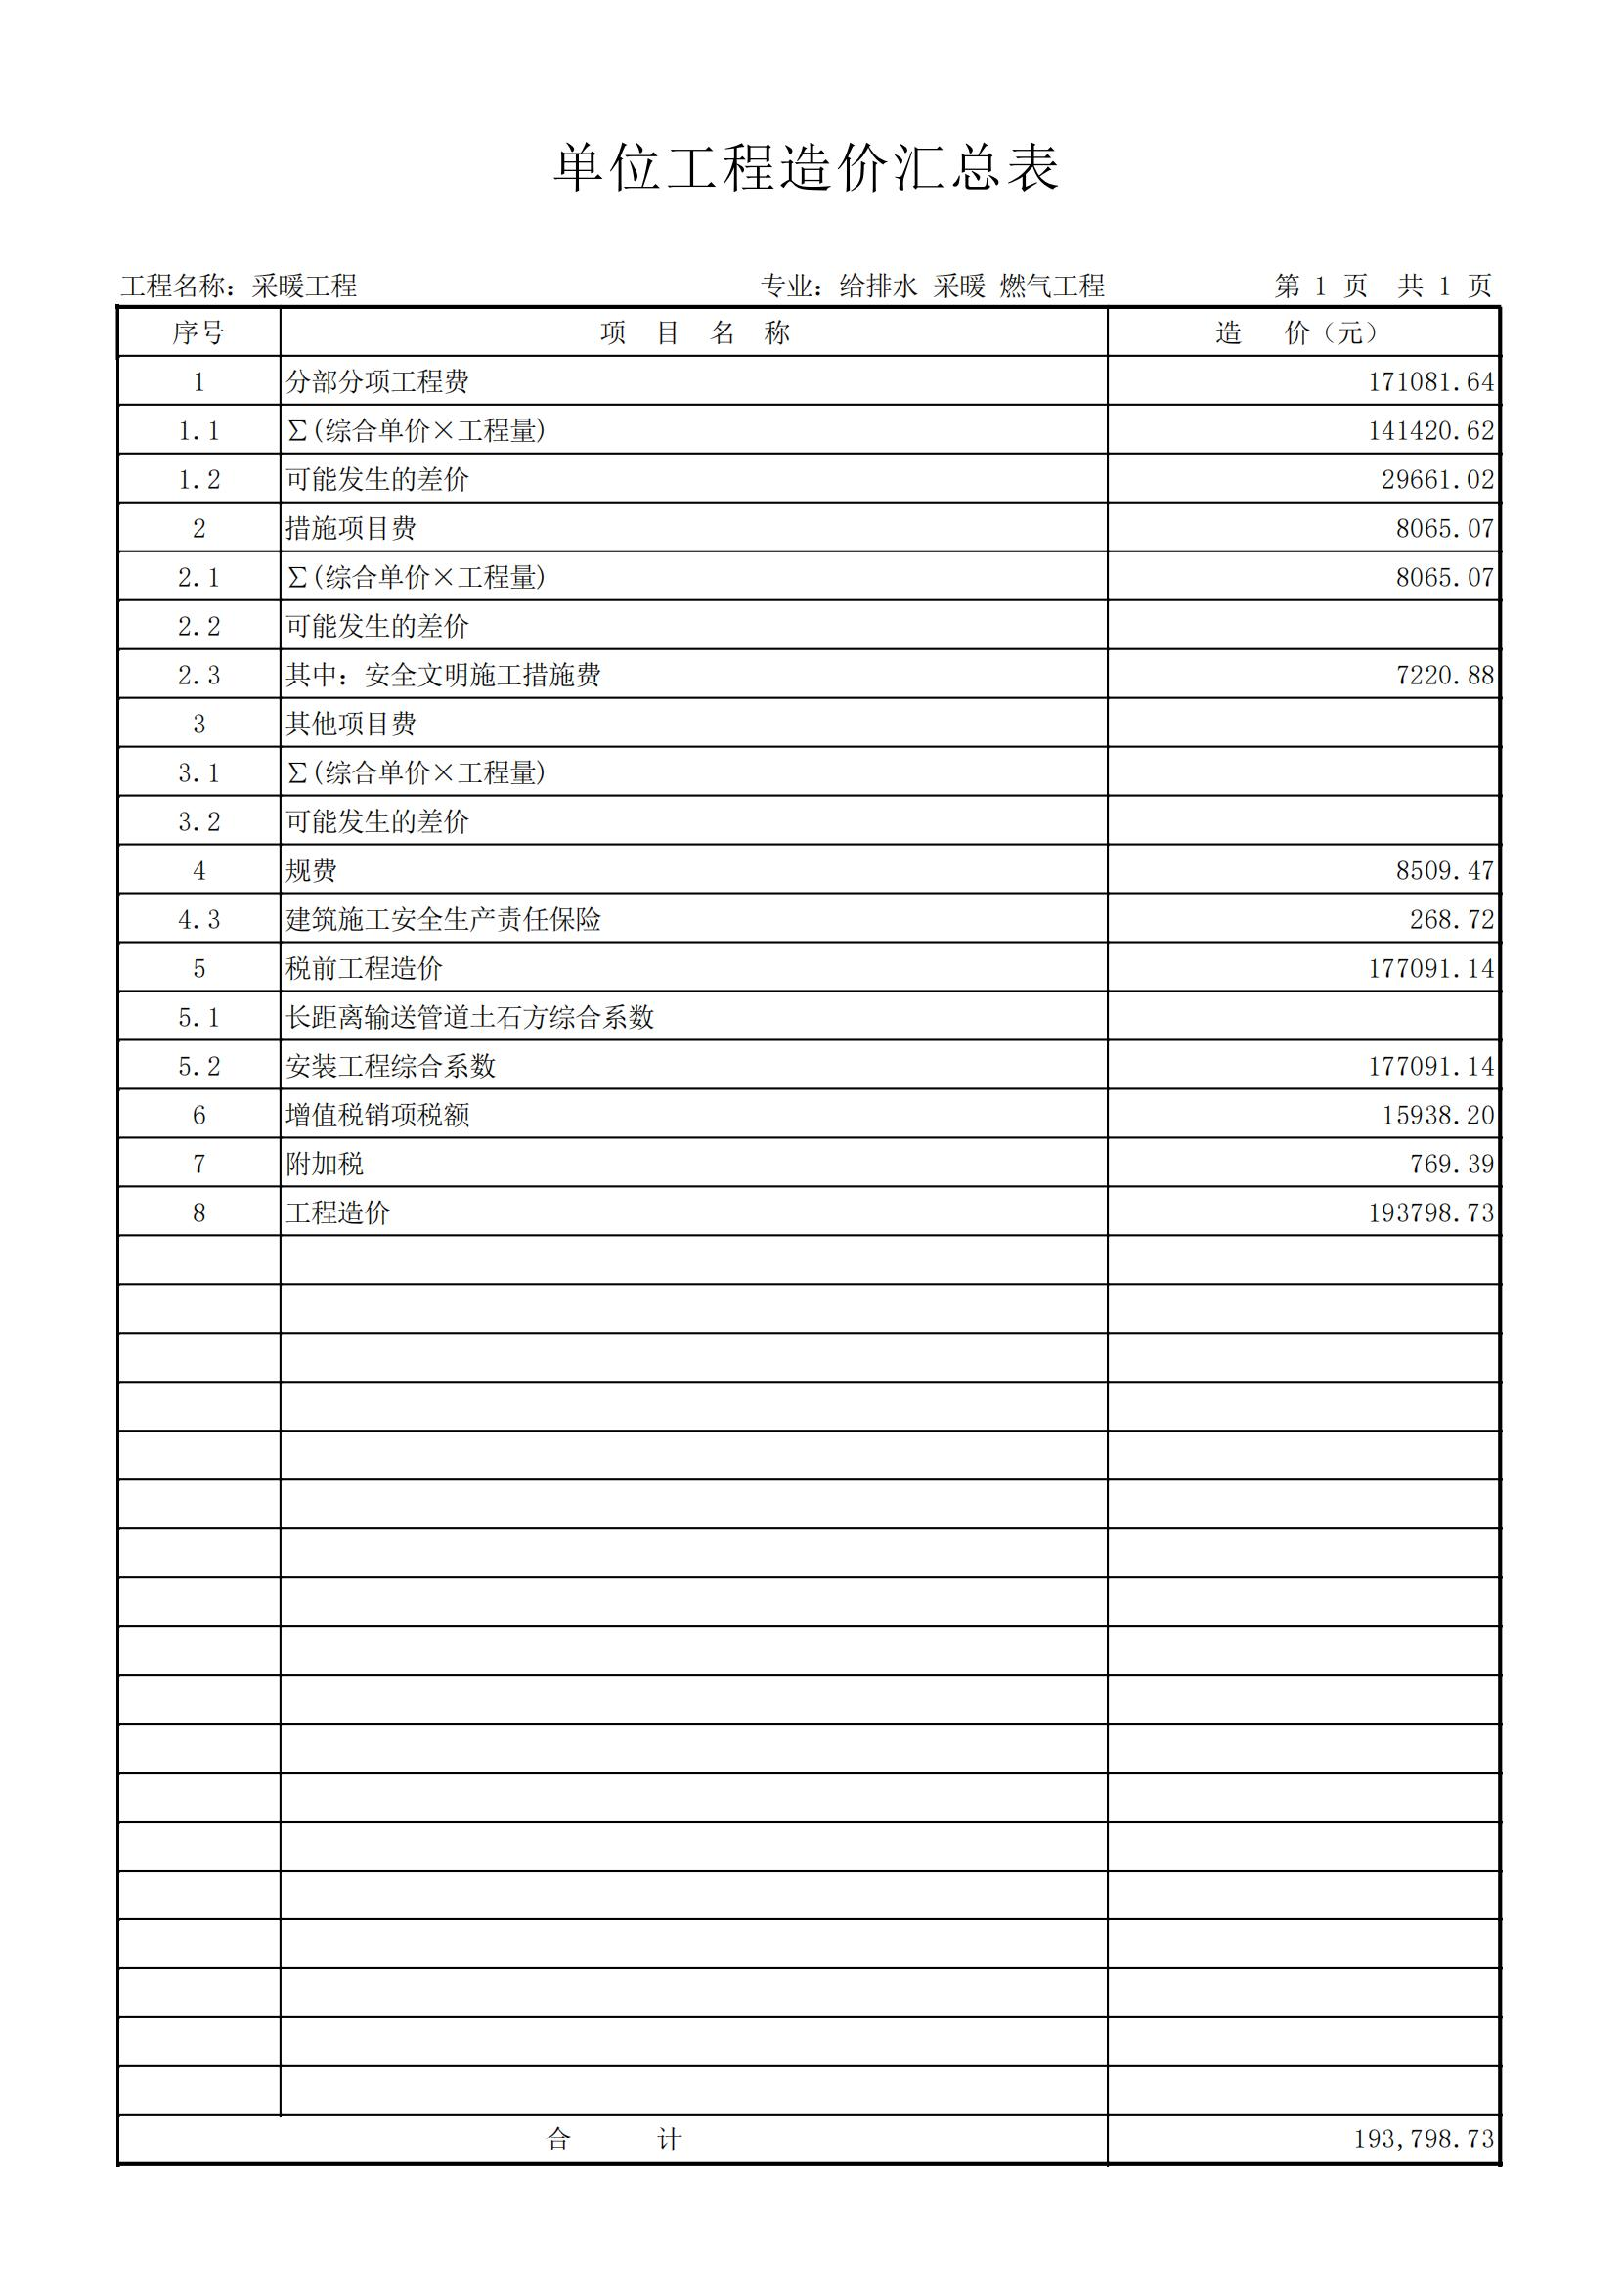 单位工程造价汇总表
工程名称：采暖工程 专业：给排水 采暖 燃气工程 第 1 页 共 1 页
序号 项 目 名 称 造 价（元）
1 分部分项工程费 171081.64
1.1 ∑(综合单价×工程量) 141420.62
1.2 可能发生的差价 29661.02
2 措施项目费 8065.07
2.1 ∑(综合单价×工程量) 8065.07
2.2 可能发生的差价
2.3 其中：安全文明施工措施费 7220.88
3 其他项目费
3.1 ∑(综合单价×工程量)
3.2 可能发生的差价
4 规费 8509.47
4.3 建筑施工安全生产责任保险 268.72
5 税前工程造价 177091.14
5.1 长距离输送管道土石方综合系数
5.2 安装工程综合系数 177091.14
6 增值税销项税额 15938.20
7 附加税 769.39
8 工程造价 193798.73
合 计 193,798.73